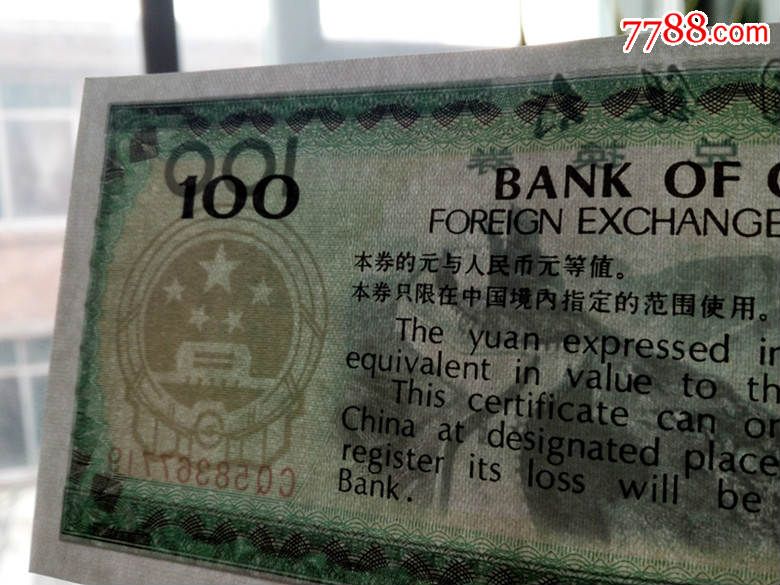 7788.com
100
BANK OF
FOREIGN EXCHANGE
本券的元与人民币元等值。
本券只限在中国境内指定的范围使用。
The yuan expressed in
equivalent in value to
This certificate can
China at designated
register its loss will be
Bank.
CQ58367719